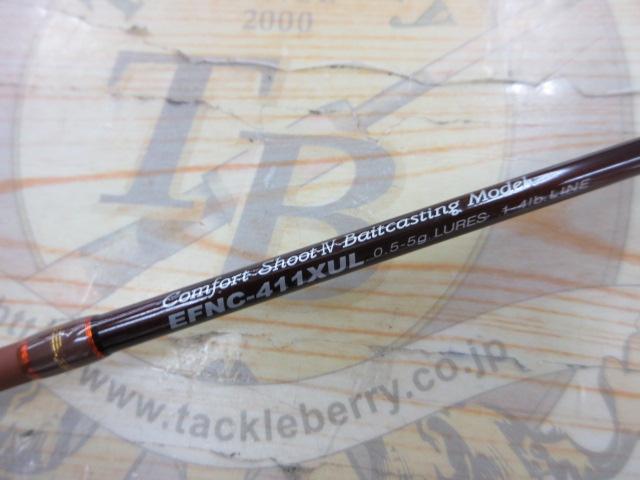 2000
TB
Comfort Shoot-IV Baitcasting Model
EFNC-411XUL 0.5-5g LURES 1-4lb.LINE
www.tackleberry.co.jp